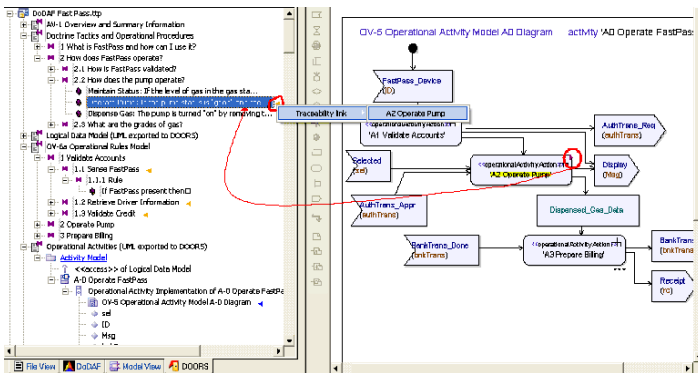 DoDAF Fast Pass.ttp
AV-1 Overview and Summary Information
Doctrine Tactics and Operational Procedures
1 What is FastPass and how can I use it?
2 How does FastPass operate?
2.1 How is FastPass validated?
2.2 How does the pump operate?
Maintain Status: If the level of gas in the gas sta...
Dispense Gas: The pump is turned "on" by removing t...
2.3 What are the grades of gas?
Logical Data Model (UML exported to DOORS)
OV-6a Operational Rules Model
1 Validate Accounts
1.1 Sense FastPass
1.1.1 Rule
If FastPass present then
1.2 Retrieve Driver Information
1.3 Validate Credit
2 Operate Pump
3 Prepare Billing
Operational Activities (UML exported to DOORS)
Activity Model
<<access>> of Logical Data Model
A-0 Operate FastPass
Operational Activity Implementation of A-0 Operate FastPa
OV-5 Operational Activity Model A-0 Diagram
sel
ID
Msg
File View
DoDAF
Model View
DOORS
Traceability link
A2 Operate Pump
OV-5 Operational Activity Model A0 Diagram
activity 'A0 Operate FastPass
FastPass_Device
(ID)
«operationalActivityAction»
'A1 Validate Accounts'
AuthTrans_Req
(authTrans)
Selected
(sel)
«operationalActivityAction»
'A2 Operate Pump'
Display
(Msg)
AuthTrans_Appr
(authTrans)
Dispensed_Gas_Data
BankTrans_Done
(bnkTrans)
«operationalActivityAction»
'A3 Prepare Billing'
BankTrans
(bnkTrans
Receipt
(rc)